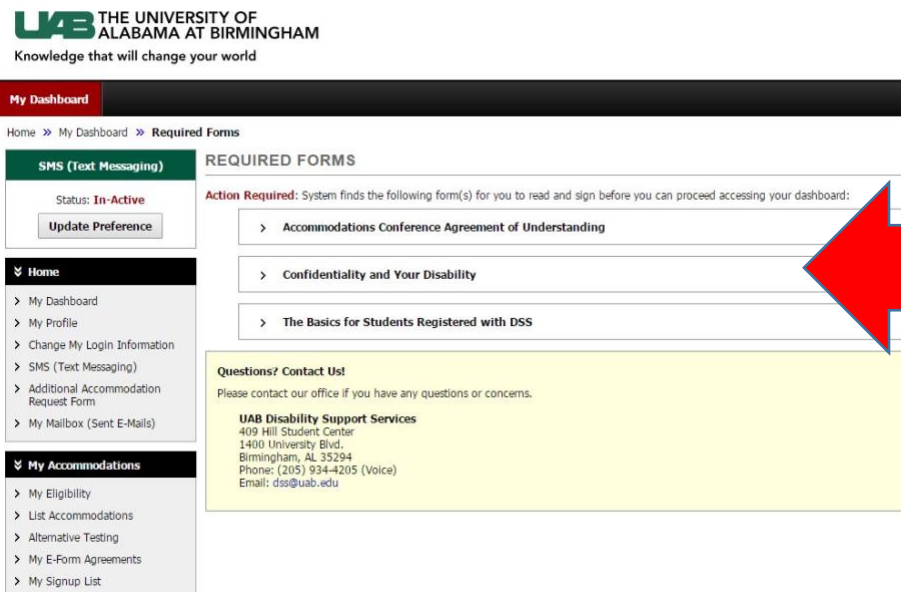 UAB THE UNIVERSITY OF
ALABAMA AT BIRMINGHAM
Knowledge that will change your world
My Dashboard
Home » My Dashboard » Required Forms
SMS (Text Messaging)
Status: In-Active
Update Preference
Home
My Dashboard
My Profile
Change My Login Information
SMS (Text Messaging)
Additional Accommodation
Request Form
My Mailbox (Sent E-Mails)
My Accommodations
My Eligibility
List Accommodations
Alternative Testing
My E-Form Agreements
My Signup List
REQUIRED FORMS
Action Required: System finds the following form(s) for you to read and sign before you can proceed accessing your dashboard:
Accommodations Conference Agreement of Understanding
Confidentiality and Your Disability
The Basics for Students Registered with DSS
Questions? Contact Us!
Please contact our office if you have any questions or concerns.
UAB Disability Support Services
409 Hill Student Center
1400 University Blvd.
Birmingham, AL 35294
Phone: (205) 934-4205 (Voice)
Email: dss@uab.edu